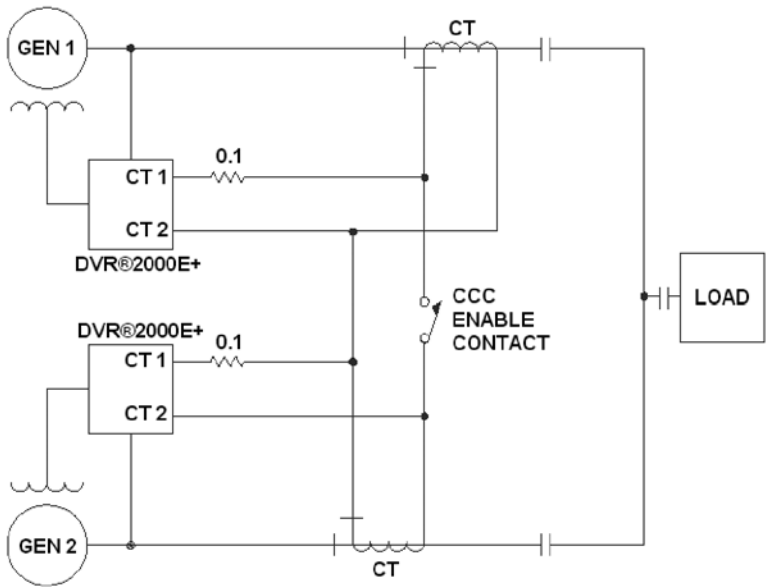 GEN 1
CT
CT 1
0.1
CT 2
DVR®2000E+
CCC
ENABLE
CONTACT
LOAD
DVR®2000E+
CT 1
0.1
CT 2
GEN 2
CT